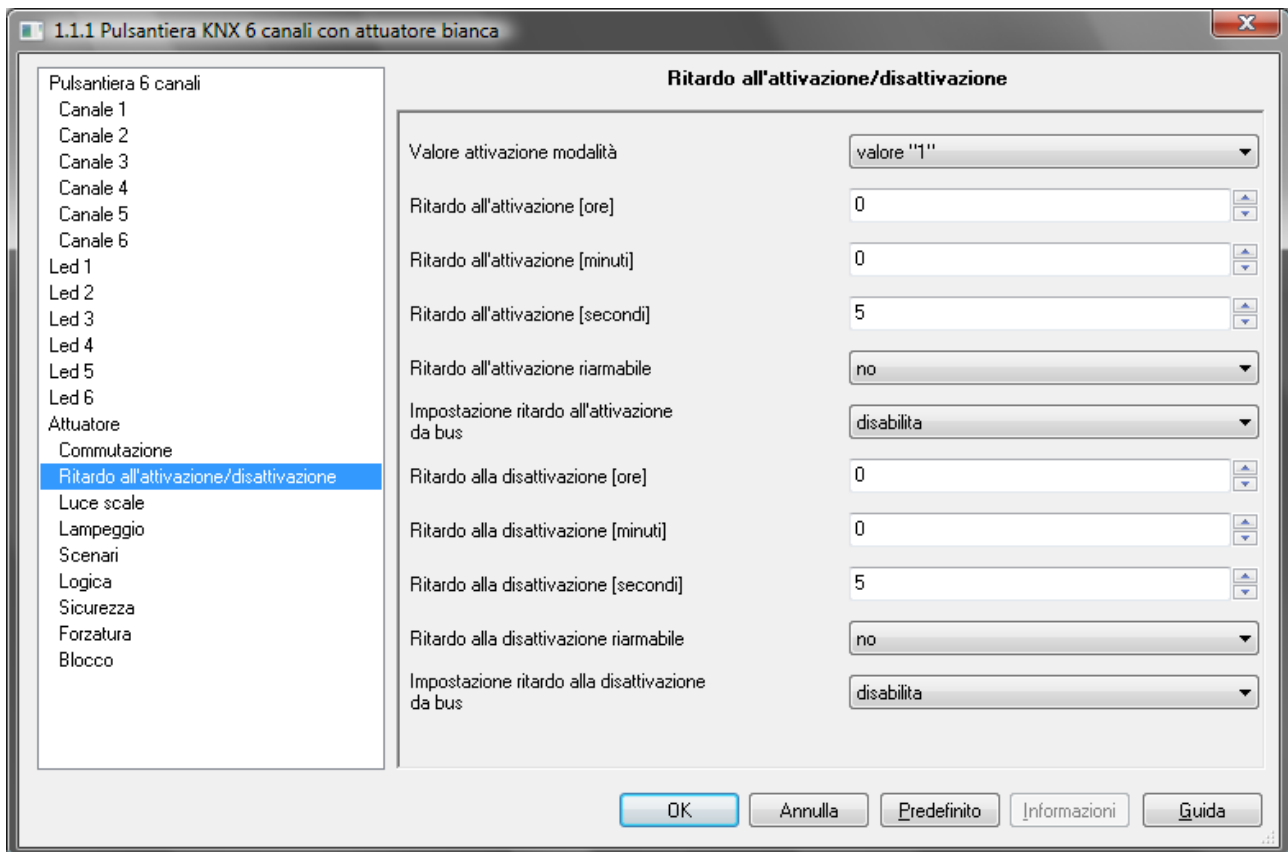 1.1.1 Pulsantiera KNX 6 canali con attuatore bianca
Pulsantiera 6 canali
Canale 1
Canale 2
Canale 3
Canale 4
Canale 5
Canale 6
Led 1
Led 2
Led 3
Led 4
Led 5
Led 6
Attuatore
Commutazione
Ritardo all'attivazione/disattivazione
Luce scale
Lampeggio
Scenari
Logica
Sicurezza
Forzatura
Blocco
Ritardo all'attivazione/disattivazione
Valore attivazione modalità valore "1"
Ritardo all'attivazione [ore] 0
Ritardo all'attivazione [minuti] 0
Ritardo all'attivazione [secondi] 5
Ritardo all'attivazione riarmabile no
Impostazione ritardo all'attivazione
da bus disabilita
Ritardo alla disattivazione [ore] 0
Ritardo alla disattivazione [minuti] 0
Ritardo alla disattivazione [secondi] 5
Ritardo alla disattivazione riarmabile no
Impostazione ritardo alla disattivazione
da bus disabilita
OK Annulla Predefinito Informazioni Guida